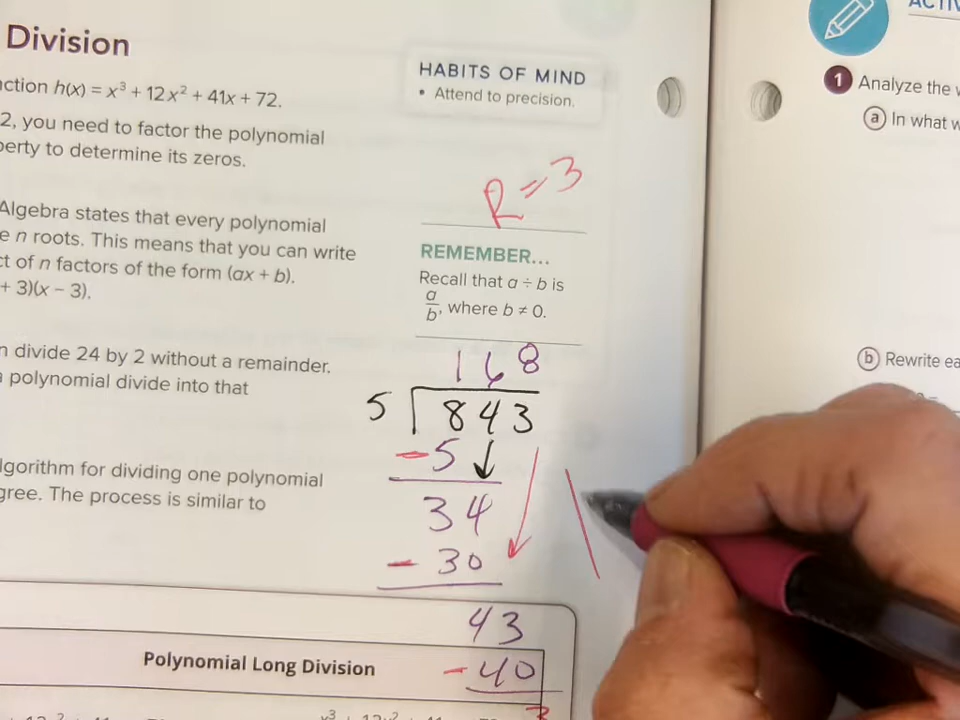 Division
HABITS OF MIND
• Attend to precision.
ction h(x) = x³ + 12x² + 41x + 72.
2, you need to factor the polynomial
perty to determine its zeros.
R = 3
Algebra states that every polynomial
e n roots. This means that you can write
ct of n factors of the form (ax + b).
+ 3)(x − 3).
REMEMBER...
Recall that a ÷ b is
a/b, where b ≠ 0.
n divide 24 by 2 without a remainder.
a polynomial divide into that
lgorithm for dividing one polynomial
gree. The process is similar to
168
5 843
− 5
34
− 30
43
− 40
3
Polynomial Long Division
1 Analyze the
a In what w
b Rewrite ea